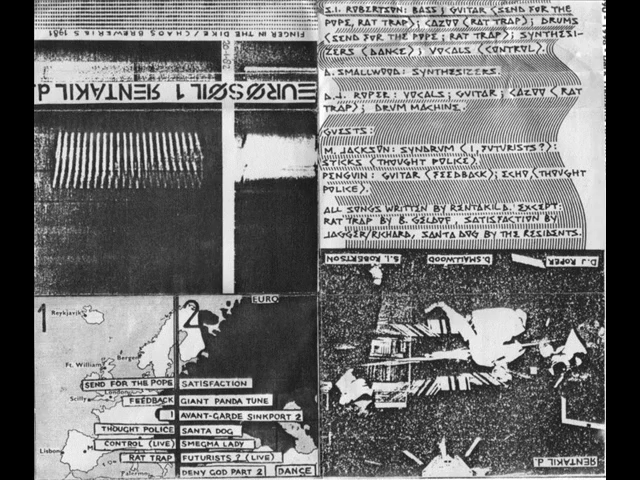 FINGER IN THE DIKE / CHAOS BREWERIES 1981
EURØSØIL 1 RENTAKIL d.
S.I. ROBERTSON: BASS; GUITAR (SEND FOR THE
POPE, RAT TRAP); CAZOO (RAT TRAP); DRUMS
(SEND FOR THE POPE; RAT TRAP); SYNTHESI-
ZERS (DANCE); VOCALS (CONTROL).
D. SMALLWOOD: SYNTHESIZERS.
D.J. ROPER: VOCALS; GUITAR; CAZOO (RAT
TRAP); DRUM MACHINE.
GUESTS:
M. JACKSON: SYNDRUM (I, FUTURISTS?):
STICKS (THOUGHT POLICE)
PENGUIN: GUITAR (FEEDBACK); ECHO (THOUGHT
POLICE).
ALL SONGS WRITTEN BY RENTAKIL d. EXCEPT:
RAT TRAP BY B. GELDOF, SATISFACTION BY
JAGGER/RICHARD, SANTA DOG BY THE RESIDENTS.
S.I. ROBERTSON D. SMALLWOOD D.J. ROPER
RENTAKIL d.
1
2
EURO
Reykjavik
Bergen
Ft. William
London
Scilly
Lisbon
M
Palermo
SEND FOR THE POPE
FEEDBACK
I
THOUGHT POLICE
CONTROL (LIVE)
RAT TRAP
SATISFACTION
GIANT PANDA TUNE
AVANT-GARDE SINKPORT 2
SANTA DOG
SMEGMA LADY
FUTURISTS? (LIVE)
DENY GOD PART 2
DANCE